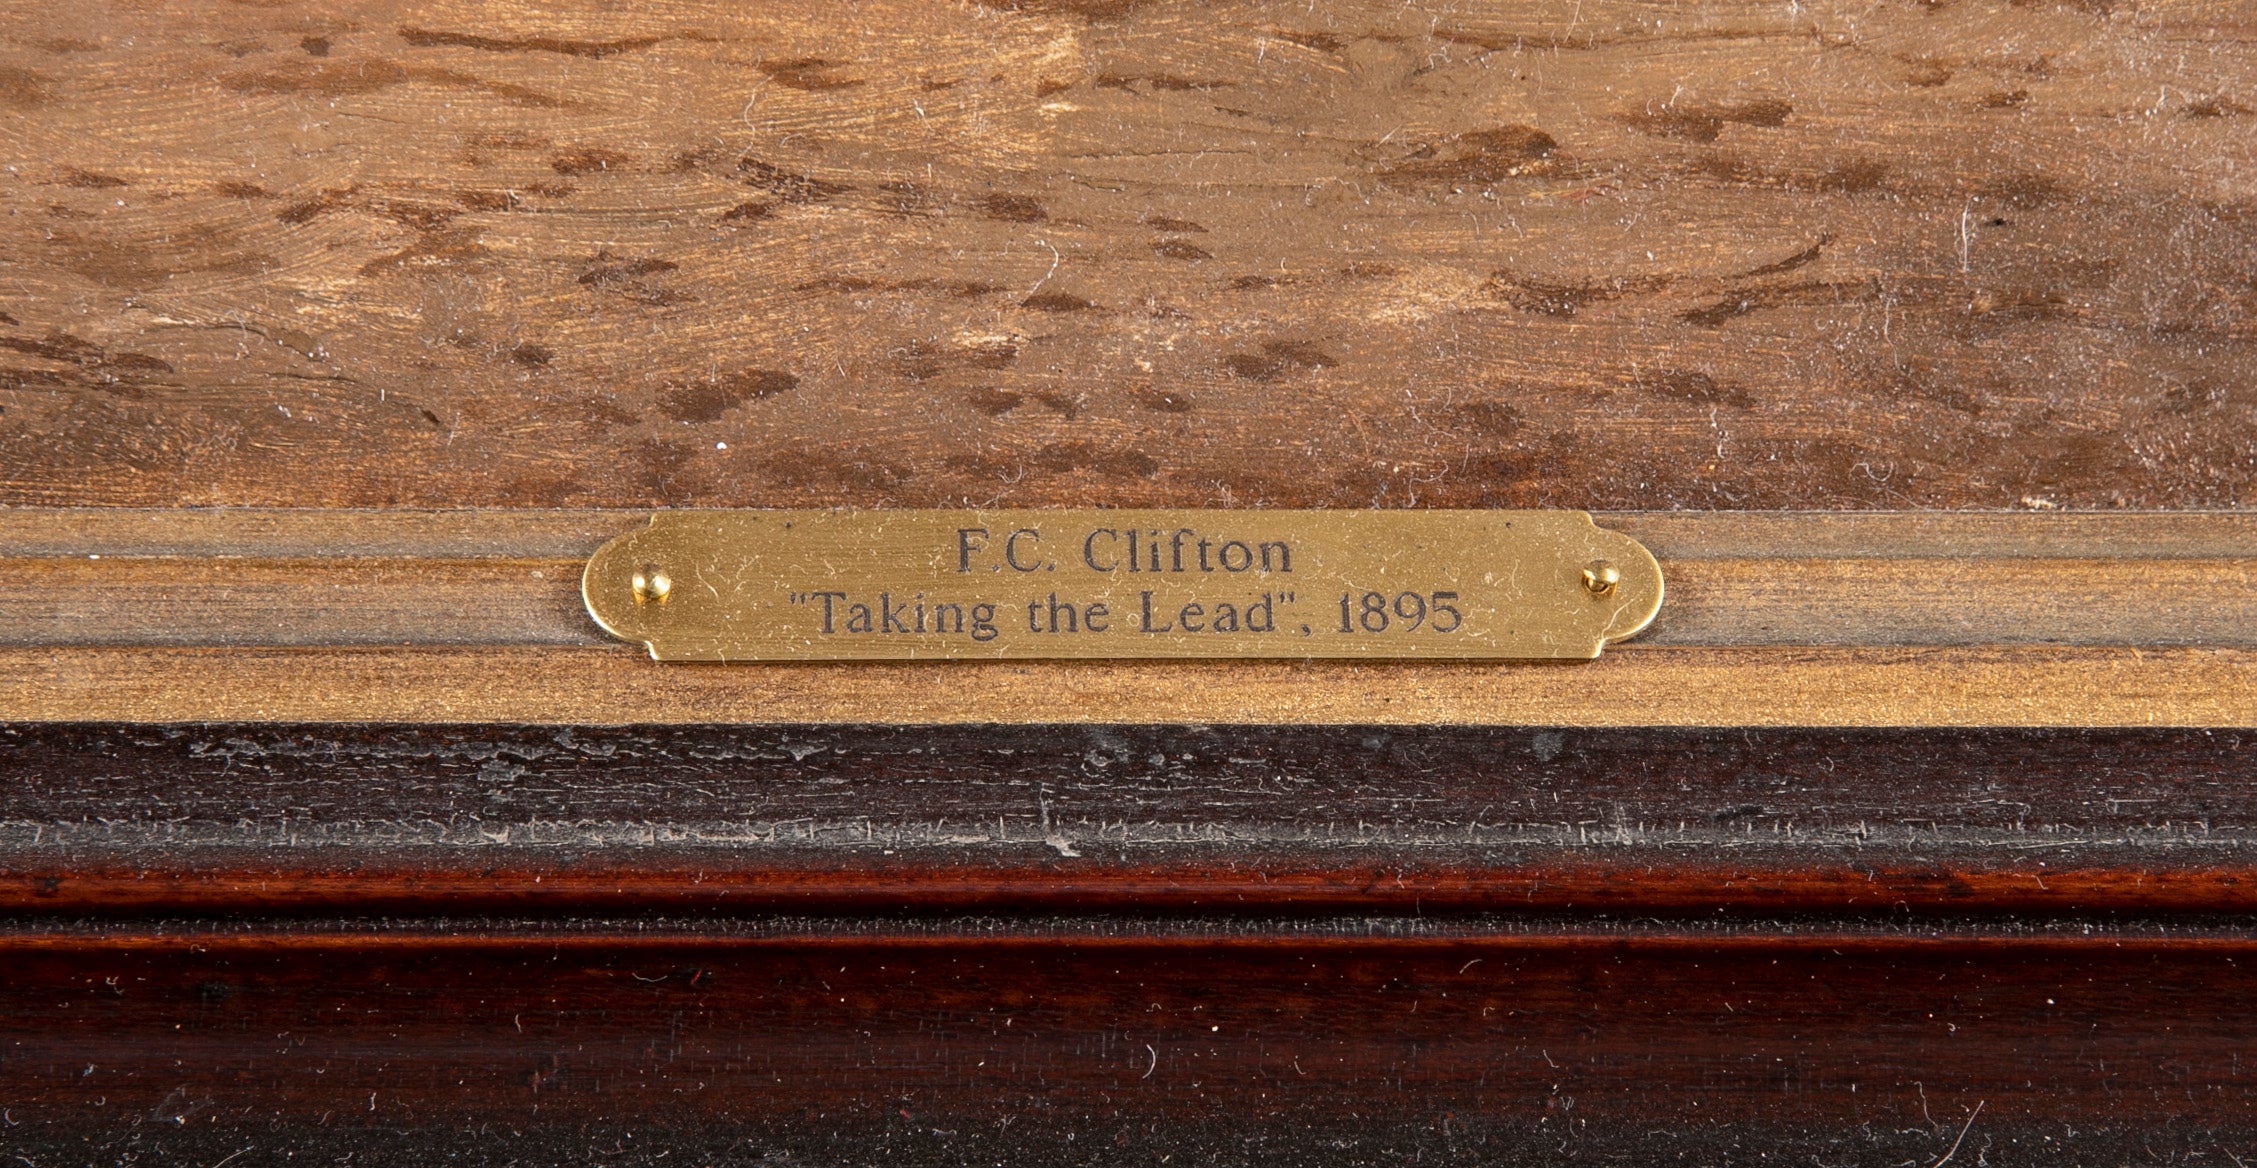 F.C. Clifton
"Taking the Lead", 1895